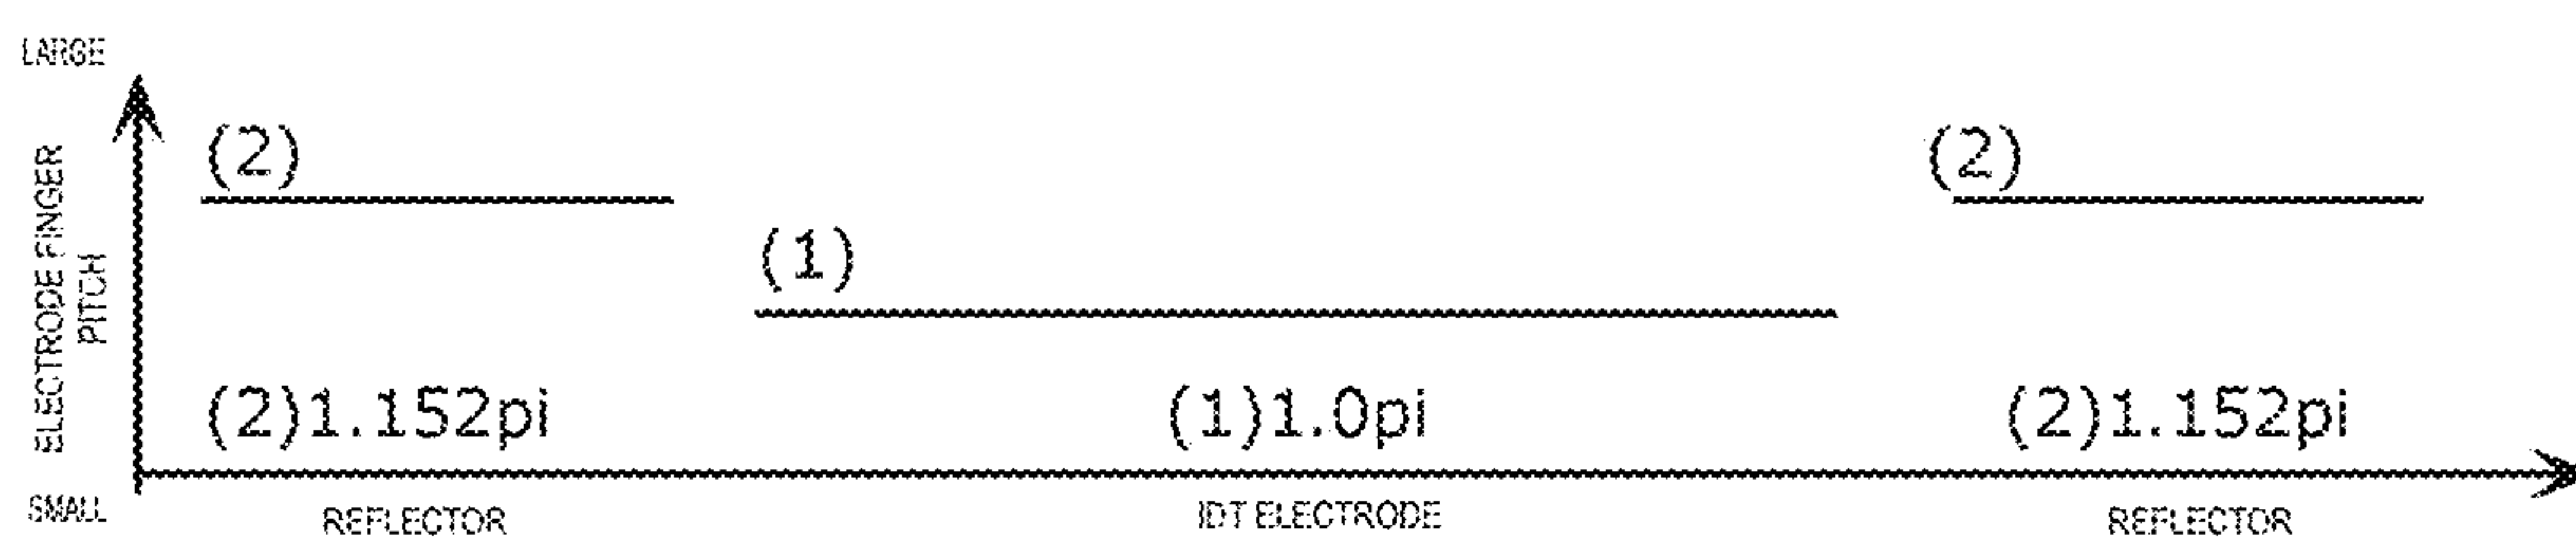 LARGE
ELECTRODE FINGER
PITCH
(2)
(2)
(1)
(2)1.152pi
(1)1.0pi
(2)1.152pi
SMALL
REFLECTOR
IDT ELECTRODE
REFLECTOR